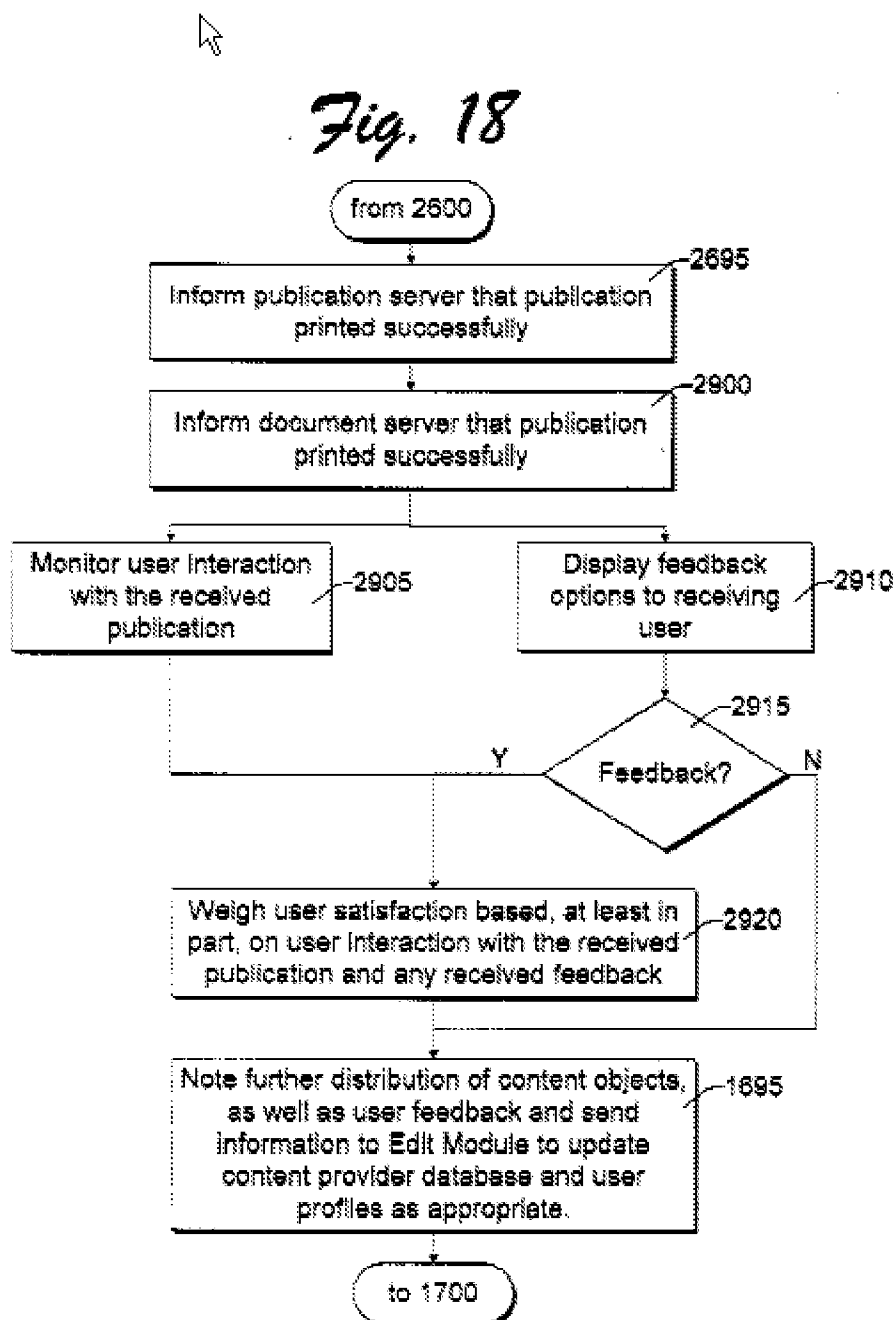 Fig. 18
from 2600
2695
Inform publication server that publication
printed successfully
2900
Inform document server that publication
printed successfully
Monitor user interaction
with the received
publication
2905
Display feedback
options to receiving
user
2910
2915
Y
Feedback?
N
Weigh user satisfaction based, at least in
part, on user interaction with the received
publication and any received feedback
2920
Note further distribution of content objects,
as well as user feedback and send
information to Edit Module to update
content provider database and user
profiles as appropriate.
1695
to 1700